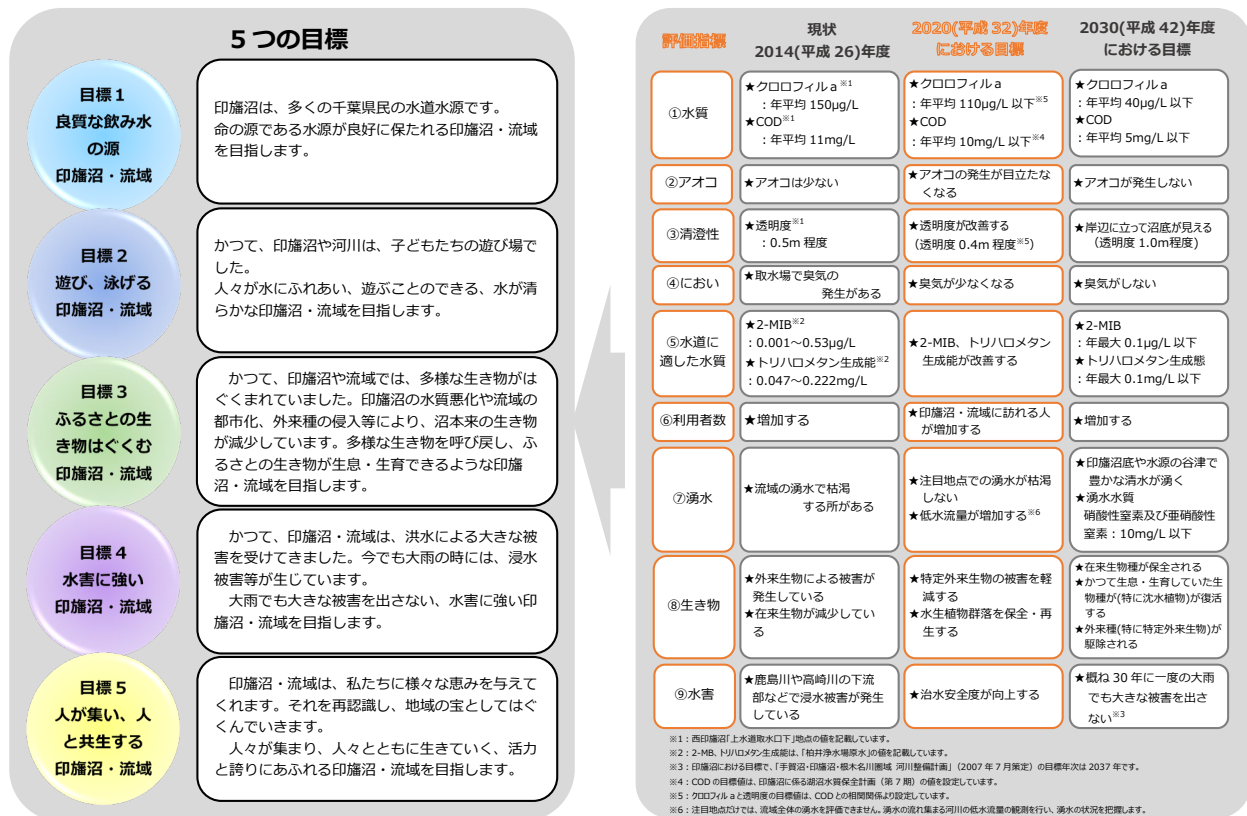 5つの目標
目標1
良質な飲み水
の源
印旛沼・流域
印旛沼は、多くの千葉県民の水道水源です。
命の源である水源が良好に保たれる印旛沼・流域
を目指します。
目標2
遊び、泳げる
印旛沼・流域
かつて、印旛沼や河川は、子どもたちの遊び場で
した。
人々が水にふれあい、遊ぶことのできる、水が清
らかな印旛沼・流域を目指します。
目標3
ふるさとの生
き物はぐくむ
印旛沼・流域
かつて、印旛沼や流域では、多様な生き物がは
ぐくまれていました。印旛沼の水質悪化や流域の
都市化、外来種の侵入等により、沼本来の生き物
が減少しています。多様な生き物を呼び戻し、ふ
るさとの生き物が生息・生育できるような印旛
沼・流域を目指します。
目標4
水害に強い
印旛沼・流域
かつて、印旛沼・流域は、洪水による大きな被
害を受けてきました。今でも大雨の時には、浸水
被害等が生じています。
大雨でも大きな被害を出さない、水害に強い印
旛沼・流域を目指します。
目標5
人が集い、人
と共生する
印旛沼・流域
印旛沼・流域は、私たちに様々な恵みを与えて
くれます。それを再認識し、地域の宝としてはぐ
くんでいきます。
人々が集まり、人々とともに生きていく、活力
と誇りにあふれる印旛沼・流域を目指します。
評価指標
現状
2014(平成 26)年度
2020(平成 32)年度
における目標
2030(平成 42)年度
における目標
①水質
★クロロフィルa※1
：年平均 150μg/L
★COD※1
：年平均 11mg/L
★クロロフィルa
：年平均 110μg/L 以下※5
★COD
：年平均 10mg/L 以下※4
★クロロフィルa
：年平均 40μg/L 以下
★COD
：年平均 5mg/L 以下
②アオコ
★アオコは少ない
★アオコの発生が目立たな
くなる
★アオコが発生しない
③清澄性
★透明度※1
：0.5m 程度
★透明度が改善する
（透明度 0.4m 程度※5）
★岸辺に立って沼底が見える
（透明度 1.0m程度）
④におい
★取水場で臭気の
発生がある
★臭気が少なくなる
★臭気がしない
⑤水道に
適した水質
★2-MIB※2
：0.001～0.53μg/L
★トリハロメタン生成能※2
：0.047～0.222mg/L
★2-MIB、トリハロメタン
生成能が改善する
★2-MIB
：年最大 0.1μg/L 以下
★トリハロメタン生成態
：年最大 0.1mg/L 以下
⑥利用者数
★増加する
★印旛沼・流域に訪れる人
が増加する
★増加する
⑦湧水
★流域の湧水で枯渇
する所がある
★注目地点での湧水が枯渇
しない
★低水流量が増加する※6
★印旛沼底や水源の谷津で
豊かな清水が湧く
★湧水水質
硝酸性窒素及び亜硝酸性
窒素：10mg/L 以下
⑧生き物
★外来生物による被害が
発生している
★在来生が減少してい
る
★特定外来生物の被害を軽
減する
★水生植物群落を保全・再
生する
★在来生物種が保全される
★かつて生息・生育していた生
物種が(特に沈水植物)が復活
する
★外来種(特に特定外来生物)が
駆除される
⑨水害
★鹿島川や高崎川の下流
部などで浸水被害が発生
している
★治水安全度が向上する
★概ね 30 年に一度の大雨
でも大きな被害を出さ
ない※3
※1：西印旛沼「上水道取水口下」地点の値を記載しています。
※2：2-MB、トリハロメタン生成能は、「柏井浄水場原水」の値を記載しています。
※3：印旛沼における目標で、「手賀沼・印旛沼・根木名川圏域 河川整備計画」（2007 年 7 月策定）の目標年次は 2037 年です。
※4：COD の目標値は、印旛沼に係る湖沼水質保全計画（第 7 期）の値を設定しています。
※5：クロロフィル a と透明度の目標値は、COD との相関関係より設定しています。
※6：注目地点だけでは、流域全体の湧水を評価できません。湧水の流れ集まる河川の低水流量の観測を行い、湧水の状況を把握します。